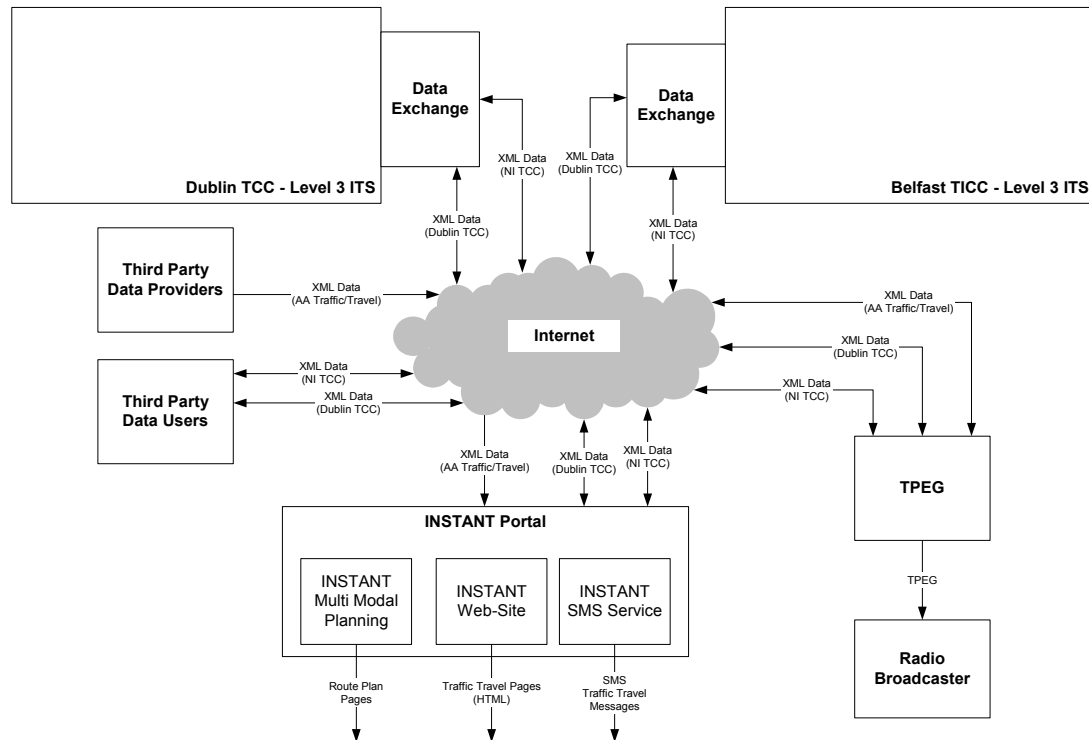 Data
Exchange
Data
Exchange
XML Data
(NI TCC)
XML Data
(Dublin TCC)
Dublin TCC - Level 3 ITS
Belfast TICC - Level 3 ITS
XML Data
(Dublin TCC)
XML Data
(NI TCC)
Third Party
Data Providers
XML Data
(AA Traffic/Travel)
XML Data
(AA Traffic/Travel)
Internet
XML Data
(Dublin TCC)
Third Party
Data Users
XML Data
(NI TCC)
XML Data
(Dublin TCC)
XML Data
(NI TCC)
XML Data
(AA Traffic/Travel)
XML Data
(Dublin TCC)
XML Data
(NI TCC)
TPEG
INSTANT Portal
INSTANT
Multi Modal
Planning
INSTANT
Web-Site
INSTANT
SMS Service
TPEG
Radio
Broadcaster
Route Plan
Pages
Traffic Travel Pages
(HTML)
SMS
Traffic Travel
Messages